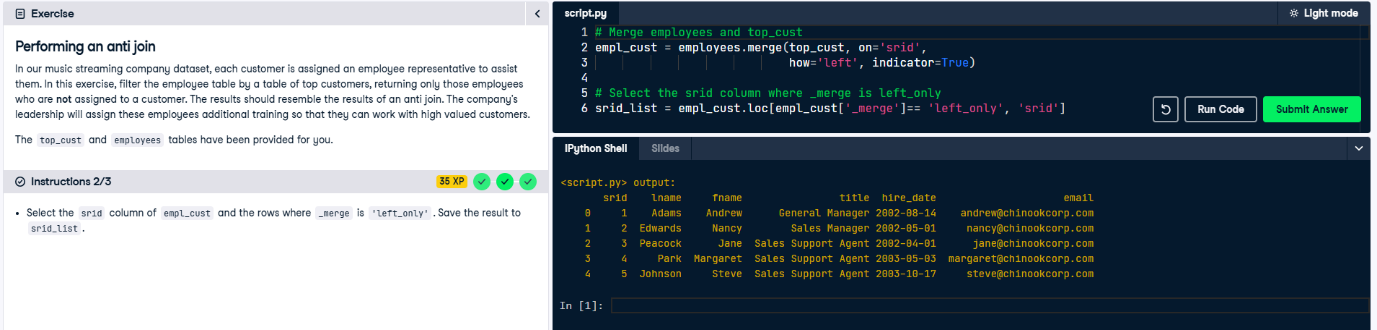 Exercise
Performing an anti join
In our music streaming company dataset, each customer is assigned an employee representative to assist
them. In this exercise, filter the employee table by a table of top customers, returning only those employees
who are not assigned to a customer. The results should resemble the results of an anti join. The company's
leadership will assign these employees additional training so that they can work with high valued customers.
The top_cust and employees tables have been provided for you.
Instructions 2/3
35 XP
• Select the srid column of empl_cust and the rows where _merge is 'left_only'. Save the result to
srid_list.
script.py
Light mode
1 # Merge employees and top_cust
2 empl_cust = employees.merge(top_cust, on='srid',
3 how='left', indicator=True)
4
5 # Select the srid column where _merge is left_only
6 srid_list = empl_cust.loc[empl_cust['_merge']== 'left_only', 'srid']
Run Code
Submit Answer
IPython Shell
Slides
<script.py> output:
srid lname fname title hire_date email
0 1 Adams Andrew General Manager 2002-08-14 andrew@chinookcorp.com
1 2 Edwards Nancy Sales Manager 2002-05-01 nancy@chinookcorp.com
2 3 Peacock Jane Sales Support Agent 2002-04-01 jane@chinookcorp.com
3 4 Park Margaret Sales Support Agent 2003-05-03 margaret@chinookcorp.com
4 5 Johnson Steve Sales Support Agent 2003-10-17 steve@chinookcorp.com
In [1]: